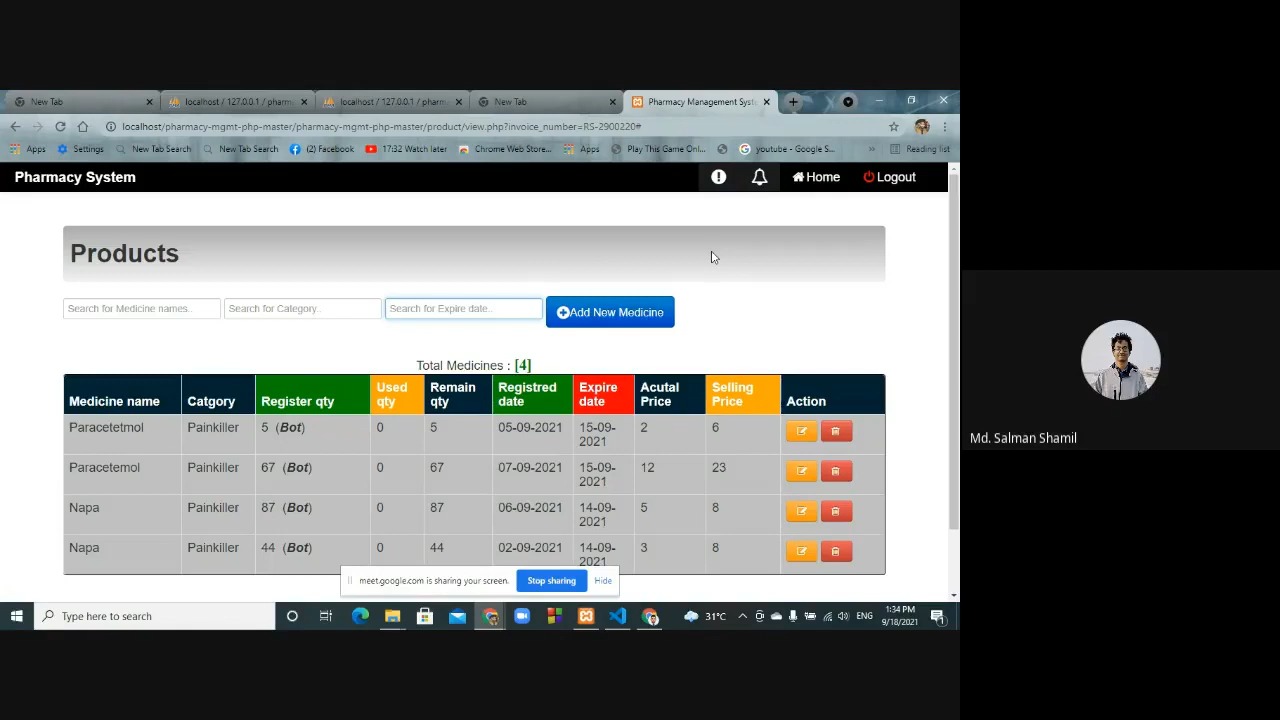 New Tab
localhost / 127.0.0.1 / pharm
localhost / 127.0.0.1 / pharm
New Tab
Pharmacy Management Syst
localhost/pharmacy-mgmt-php-master/pharmacy-mgmt-php-master/product/view.php?invoice_number=RS-2900220#
Apps Settings New Tab Search New Tab Search (2) Facebook 17:32 Watch later Chrome Web Store... Apps Play This Game Onl... youtube - Google S... » Reading list
Pharmacy System
Home Logout
Products
Search for Medicine names.. Search for Category.. Search for Expire date.. Add New Medicine
Total Medicines : [4]
Medicine name Catgory Register qty Used qty Remain qty Registred date Expire date Acutal Price Selling Price Action
Paracetetmol Painkiller 5 (Bot) 0 5 05-09-2021 15-09-2021 2 6
Paracetemol Painkiller 67 (Bot) 0 67 07-09-2021 15-09-2021 12 23
Napa Painkiller 87 (Bot) 0 87 06-09-2021 14-09-2021 5 8
Napa Painkiller 44 (Bot) 0 44 02-09-2021 14-09-2021 3 8
meet.google.com is sharing your screen. Stop sharing Hide
Type here to search
31°C
ENG
1:34 PM
9/18/2021
1
Md. Salman Shamil